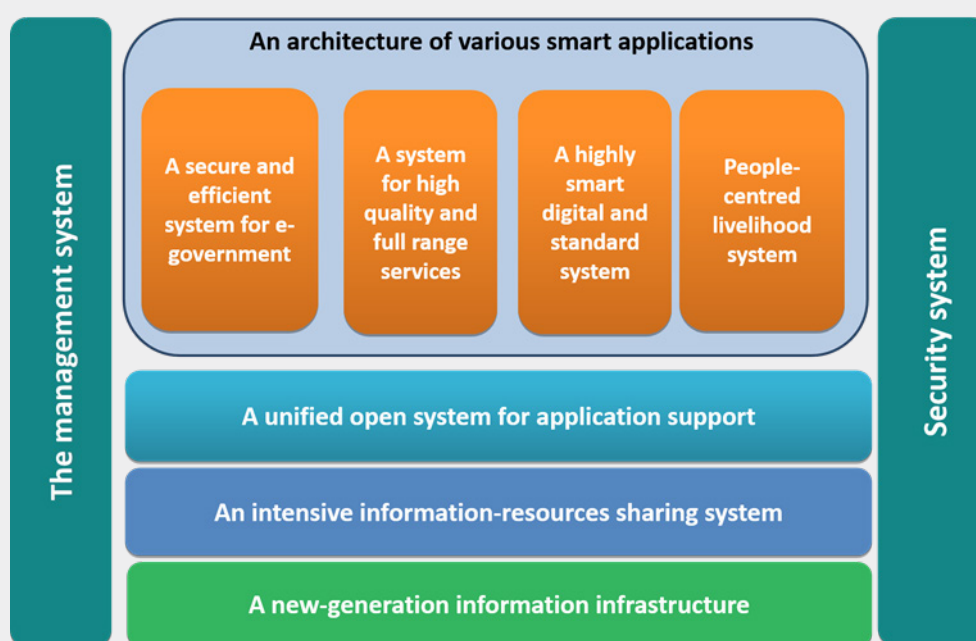 The management system
An architecture of various smart applications
A secure and
efficient
system for e-
government
A system
for high
quality and
full range
services
A highly
smart
digital and
standard
system
People-
centred
livelihood
system
A unified open system for application support
An intensive information-resources sharing system
A new-generation information infrastructure
Security system